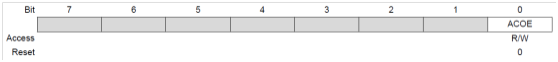 Bit 7 6 5 4 3 2 1 0
ACOE
Access R/W
Reset 0